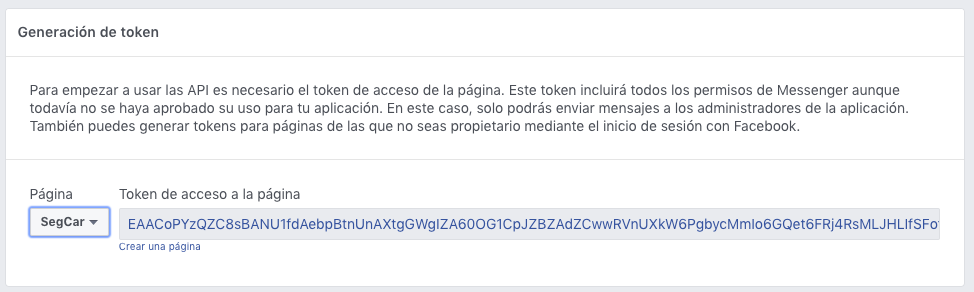 Generación de token
Para empezar a usar las API es necesario el token de acceso de la página. Este token incluirá todos los permisos de Messenger aunque
todavía no se haya aprobado su uso para tu aplicación. En este caso, solo podrás enviar mensajes a los administradores de la aplicación.
También puedes generar tokens para páginas de las que no seas propietario mediante el inicio de sesión con Facebook.
Página Token de acceso a la página
SegCar
Crear una página